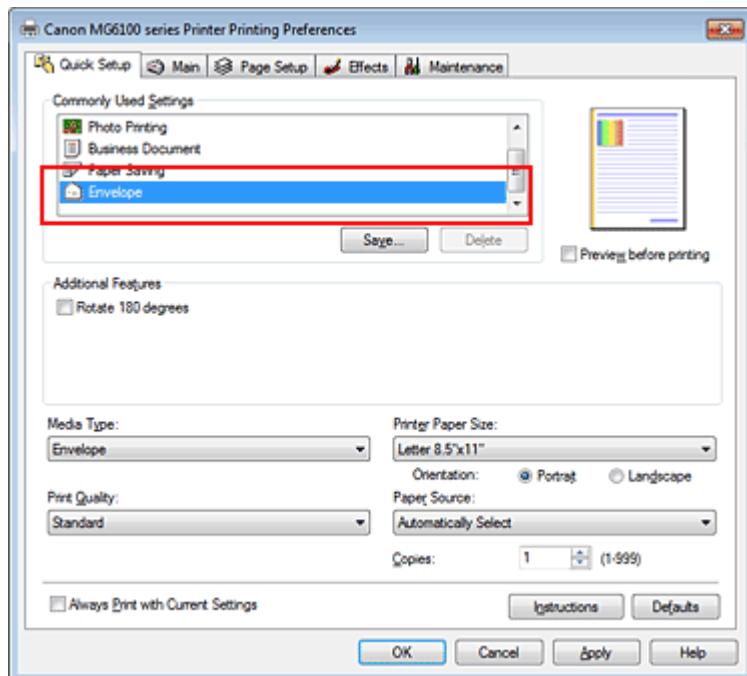 Canon MG6100 series Printer Printing Preferences
Quick Setup Main Page Setup Effects Maintenance
Commonly Used Settings
Photo Printing
Business Document
Paper Saving
Envelope
Save... Delete
Preview before printing
Additional Features
Rotate 180 degrees
Media Type: Printer Paper Size:
Envelope Letter 8.5"x11"
Orientation: Portrait Landscape
Print Quality: Paper Source:
Standard Automatically Select
Copies: 1 (1-999)
Always Print with Current Settings Instructions Defaults
OK Cancel Apply Help